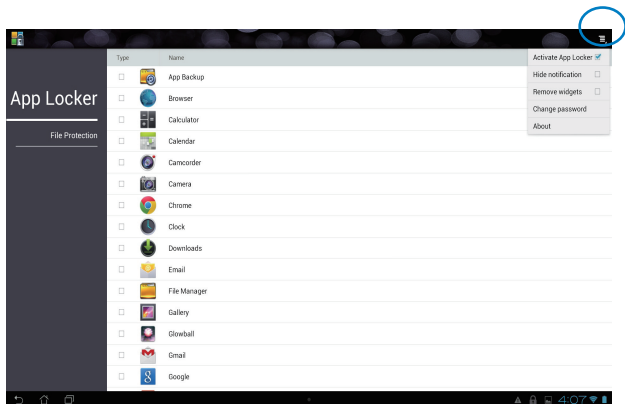 Type Name
Activate App Locker
Hide notification
Remove widgets
Change password
About
App Locker
File Protection
App Backup
Browser
Calculator
Calendar
Camcorder
Camera
Chrome
Clock
Downloads
Email
File Manager
Gallery
Glowball
Gmail
Google
4:07